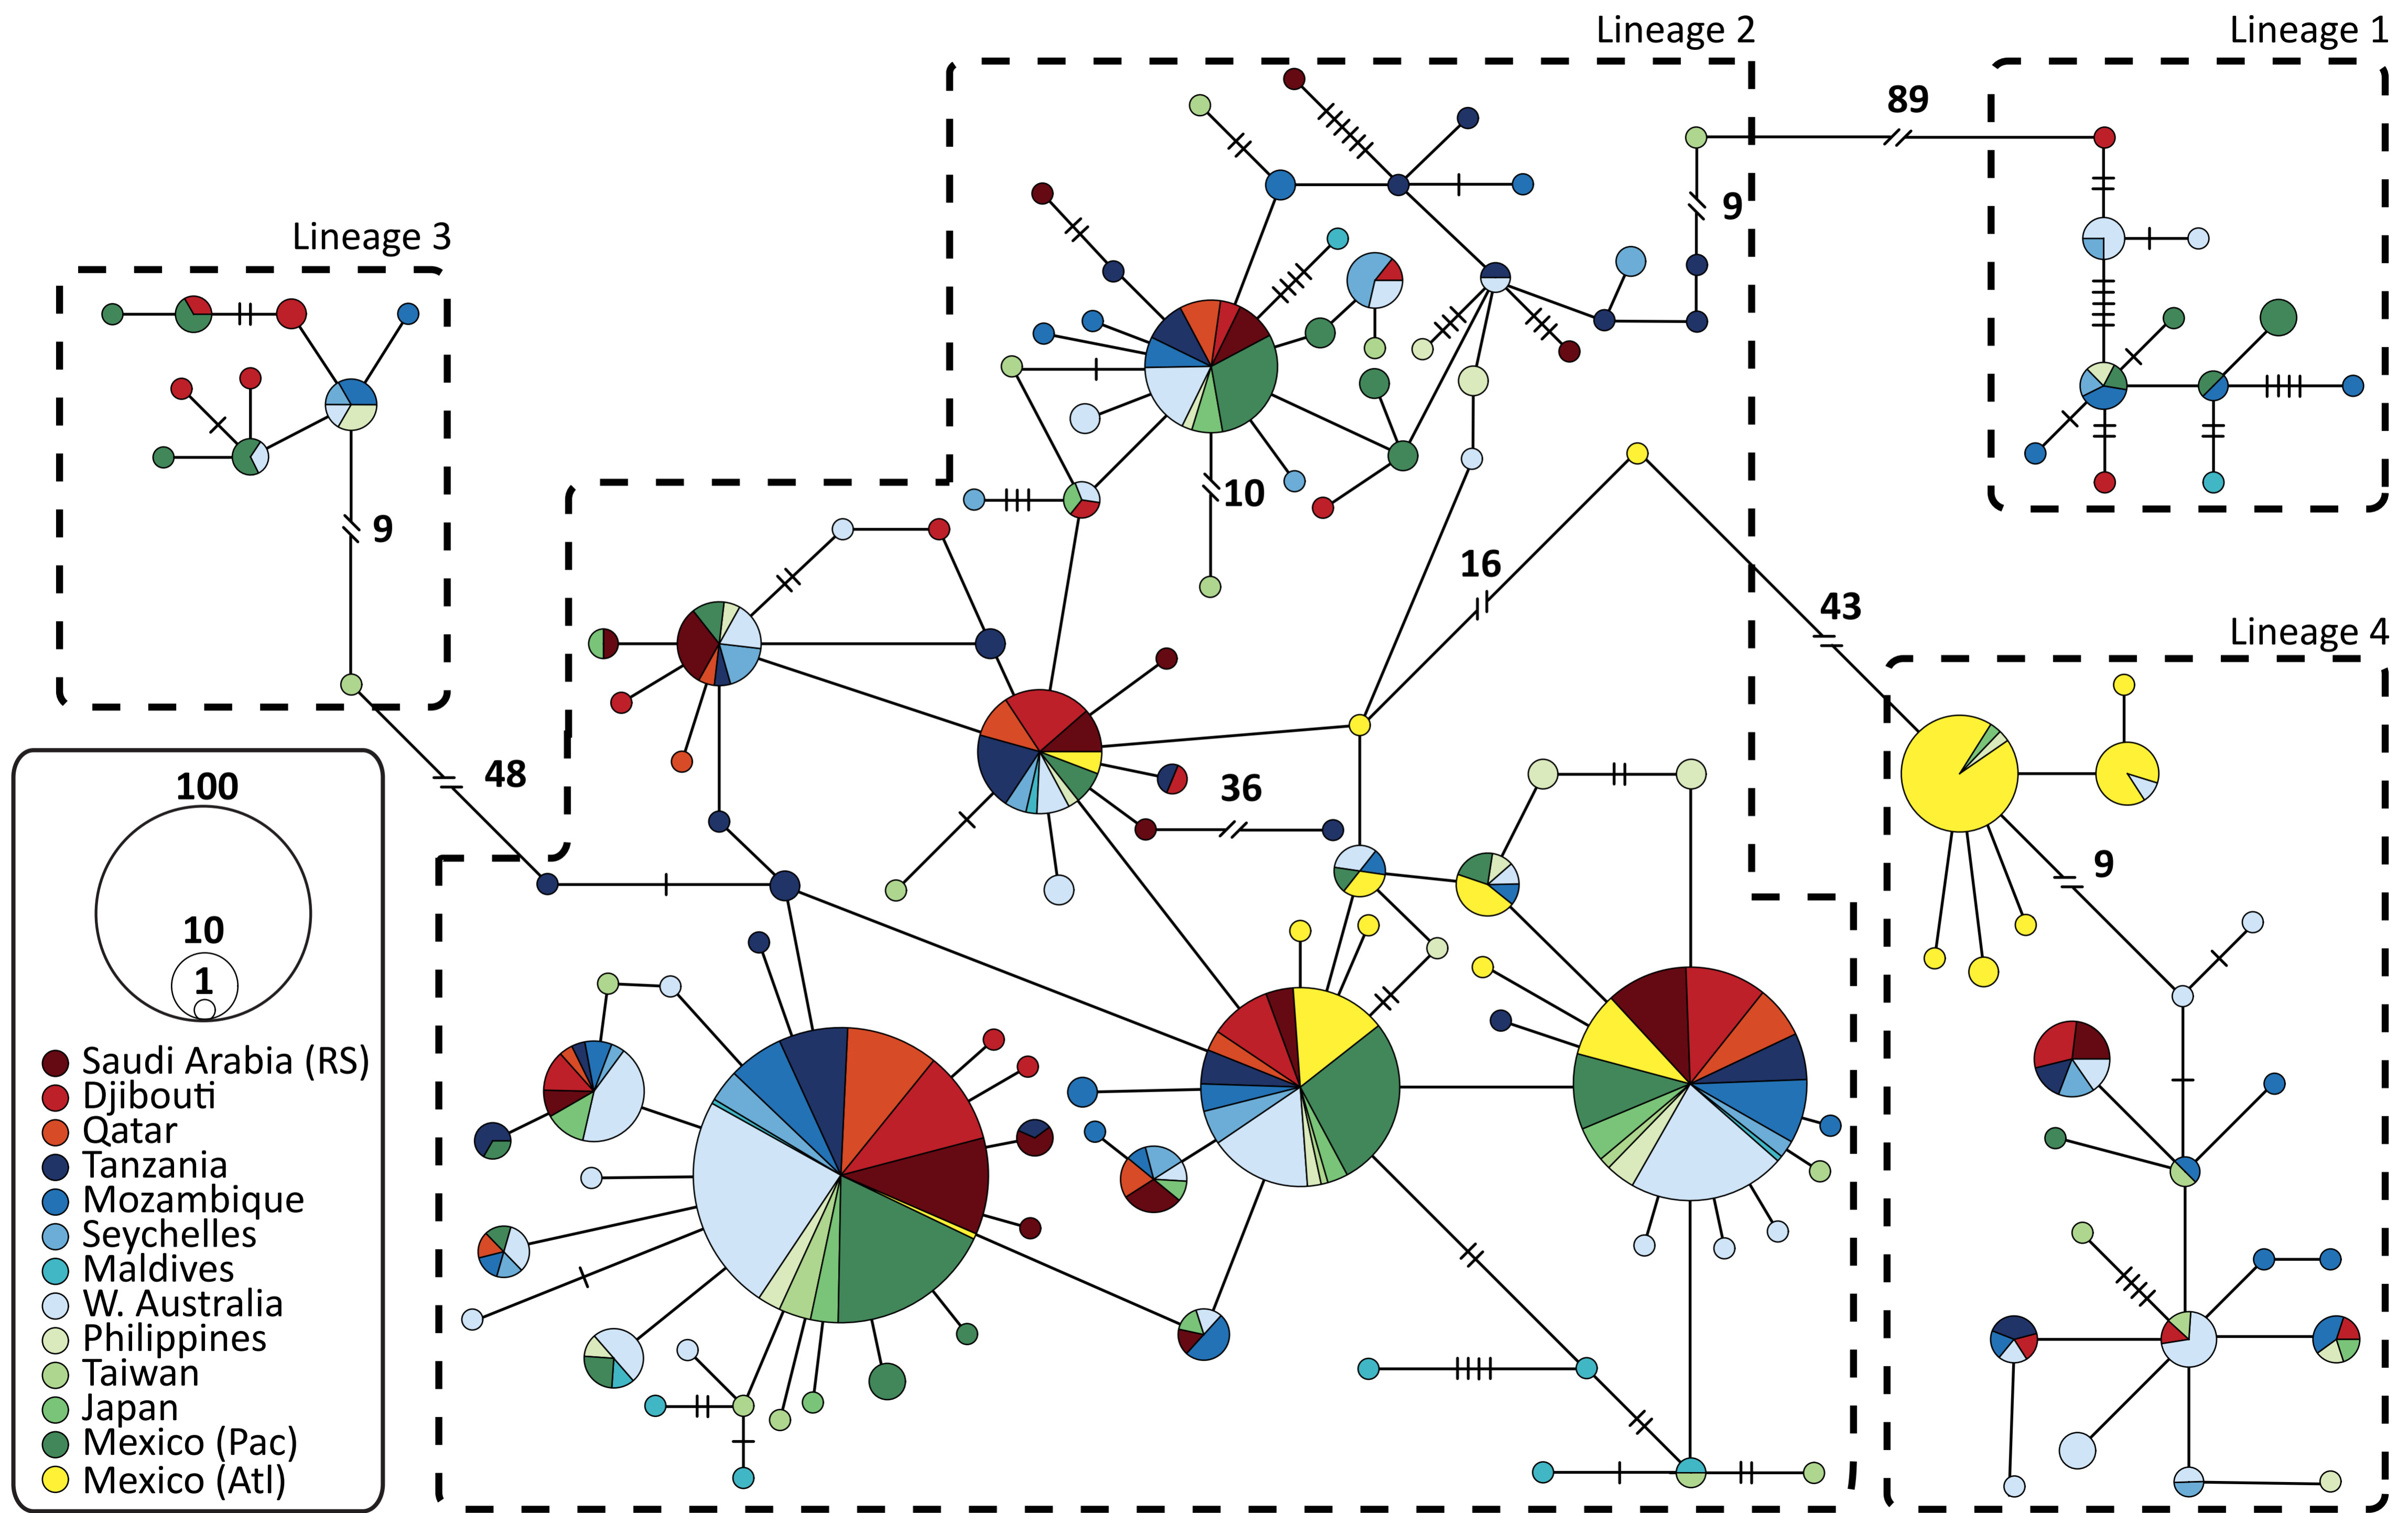 Lineage 2
Lineage 1
89
9
Lineage 3
10
9
16
43
Lineage 4
48
36
9
100
10
1
Saudi Arabia (RS)
Djibouti
Qatar
Tanzania
Mozambique
Seychelles
Maldives
W. Australia
Philippines
Taiwan
Japan
Mexico (Pac)
Mexico (Atl)